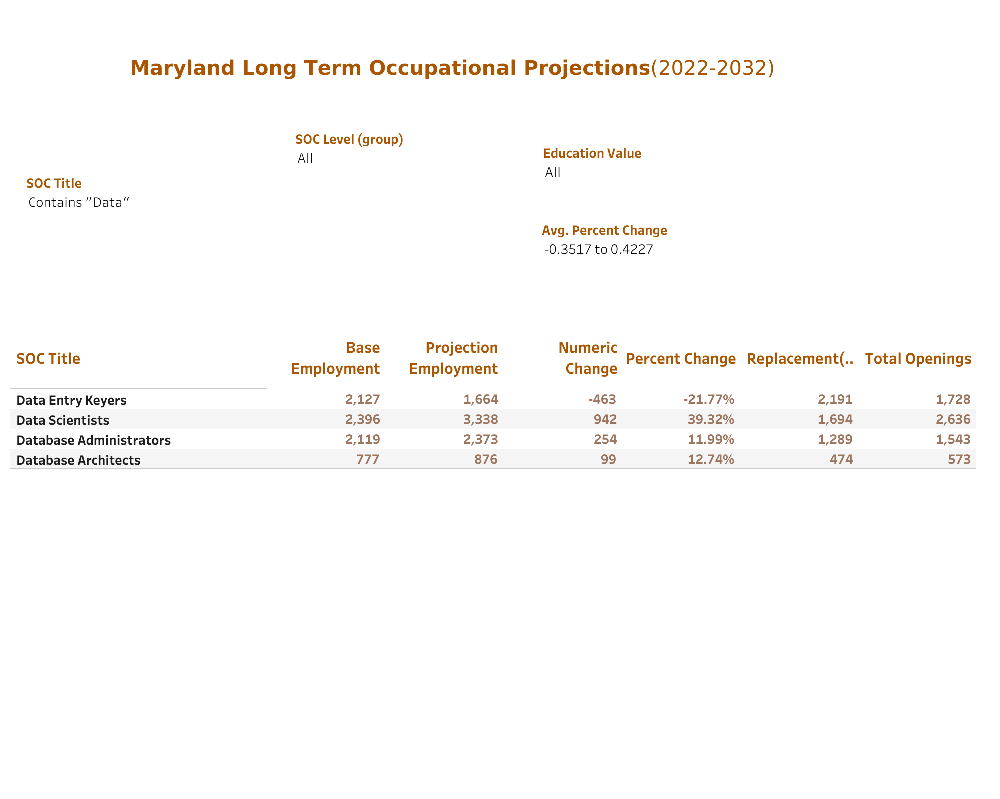 Maryland Long Term Occupational Projections(2022-2032)
SOC Level (group)
All
Education Value
All
SOC Title
Contains "Data"
Avg. Percent Change
-0.3517 to 0.4227
SOC Title Base Employment Projection Employment Numeric Change Percent Change Replacement(.. Total Openings
Data Entry Keyers 2,127 1,664 -463 -21.77% 2,191 1,728
Data Scientists 2,396 3,338 942 39.32% 1,694 2,636
Database Administrators 2,119 2,373 254 11.99% 1,289 1,543
Database Architects 777 876 99 12.74% 474 573